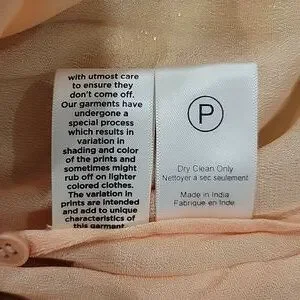 with utmost care
to ensure they
don't come off.
Our garments have
undergone a
special process
which results in
variation in
shading and color
of the prints and
sometimes might
rub off on lighter
colored clothes.
The variation in
prints are intended
and add to unique
characteristics of
this garment
P
Dry Clean Only
Nettoyer a sec seulement
Made in India
Fabrique en Inde